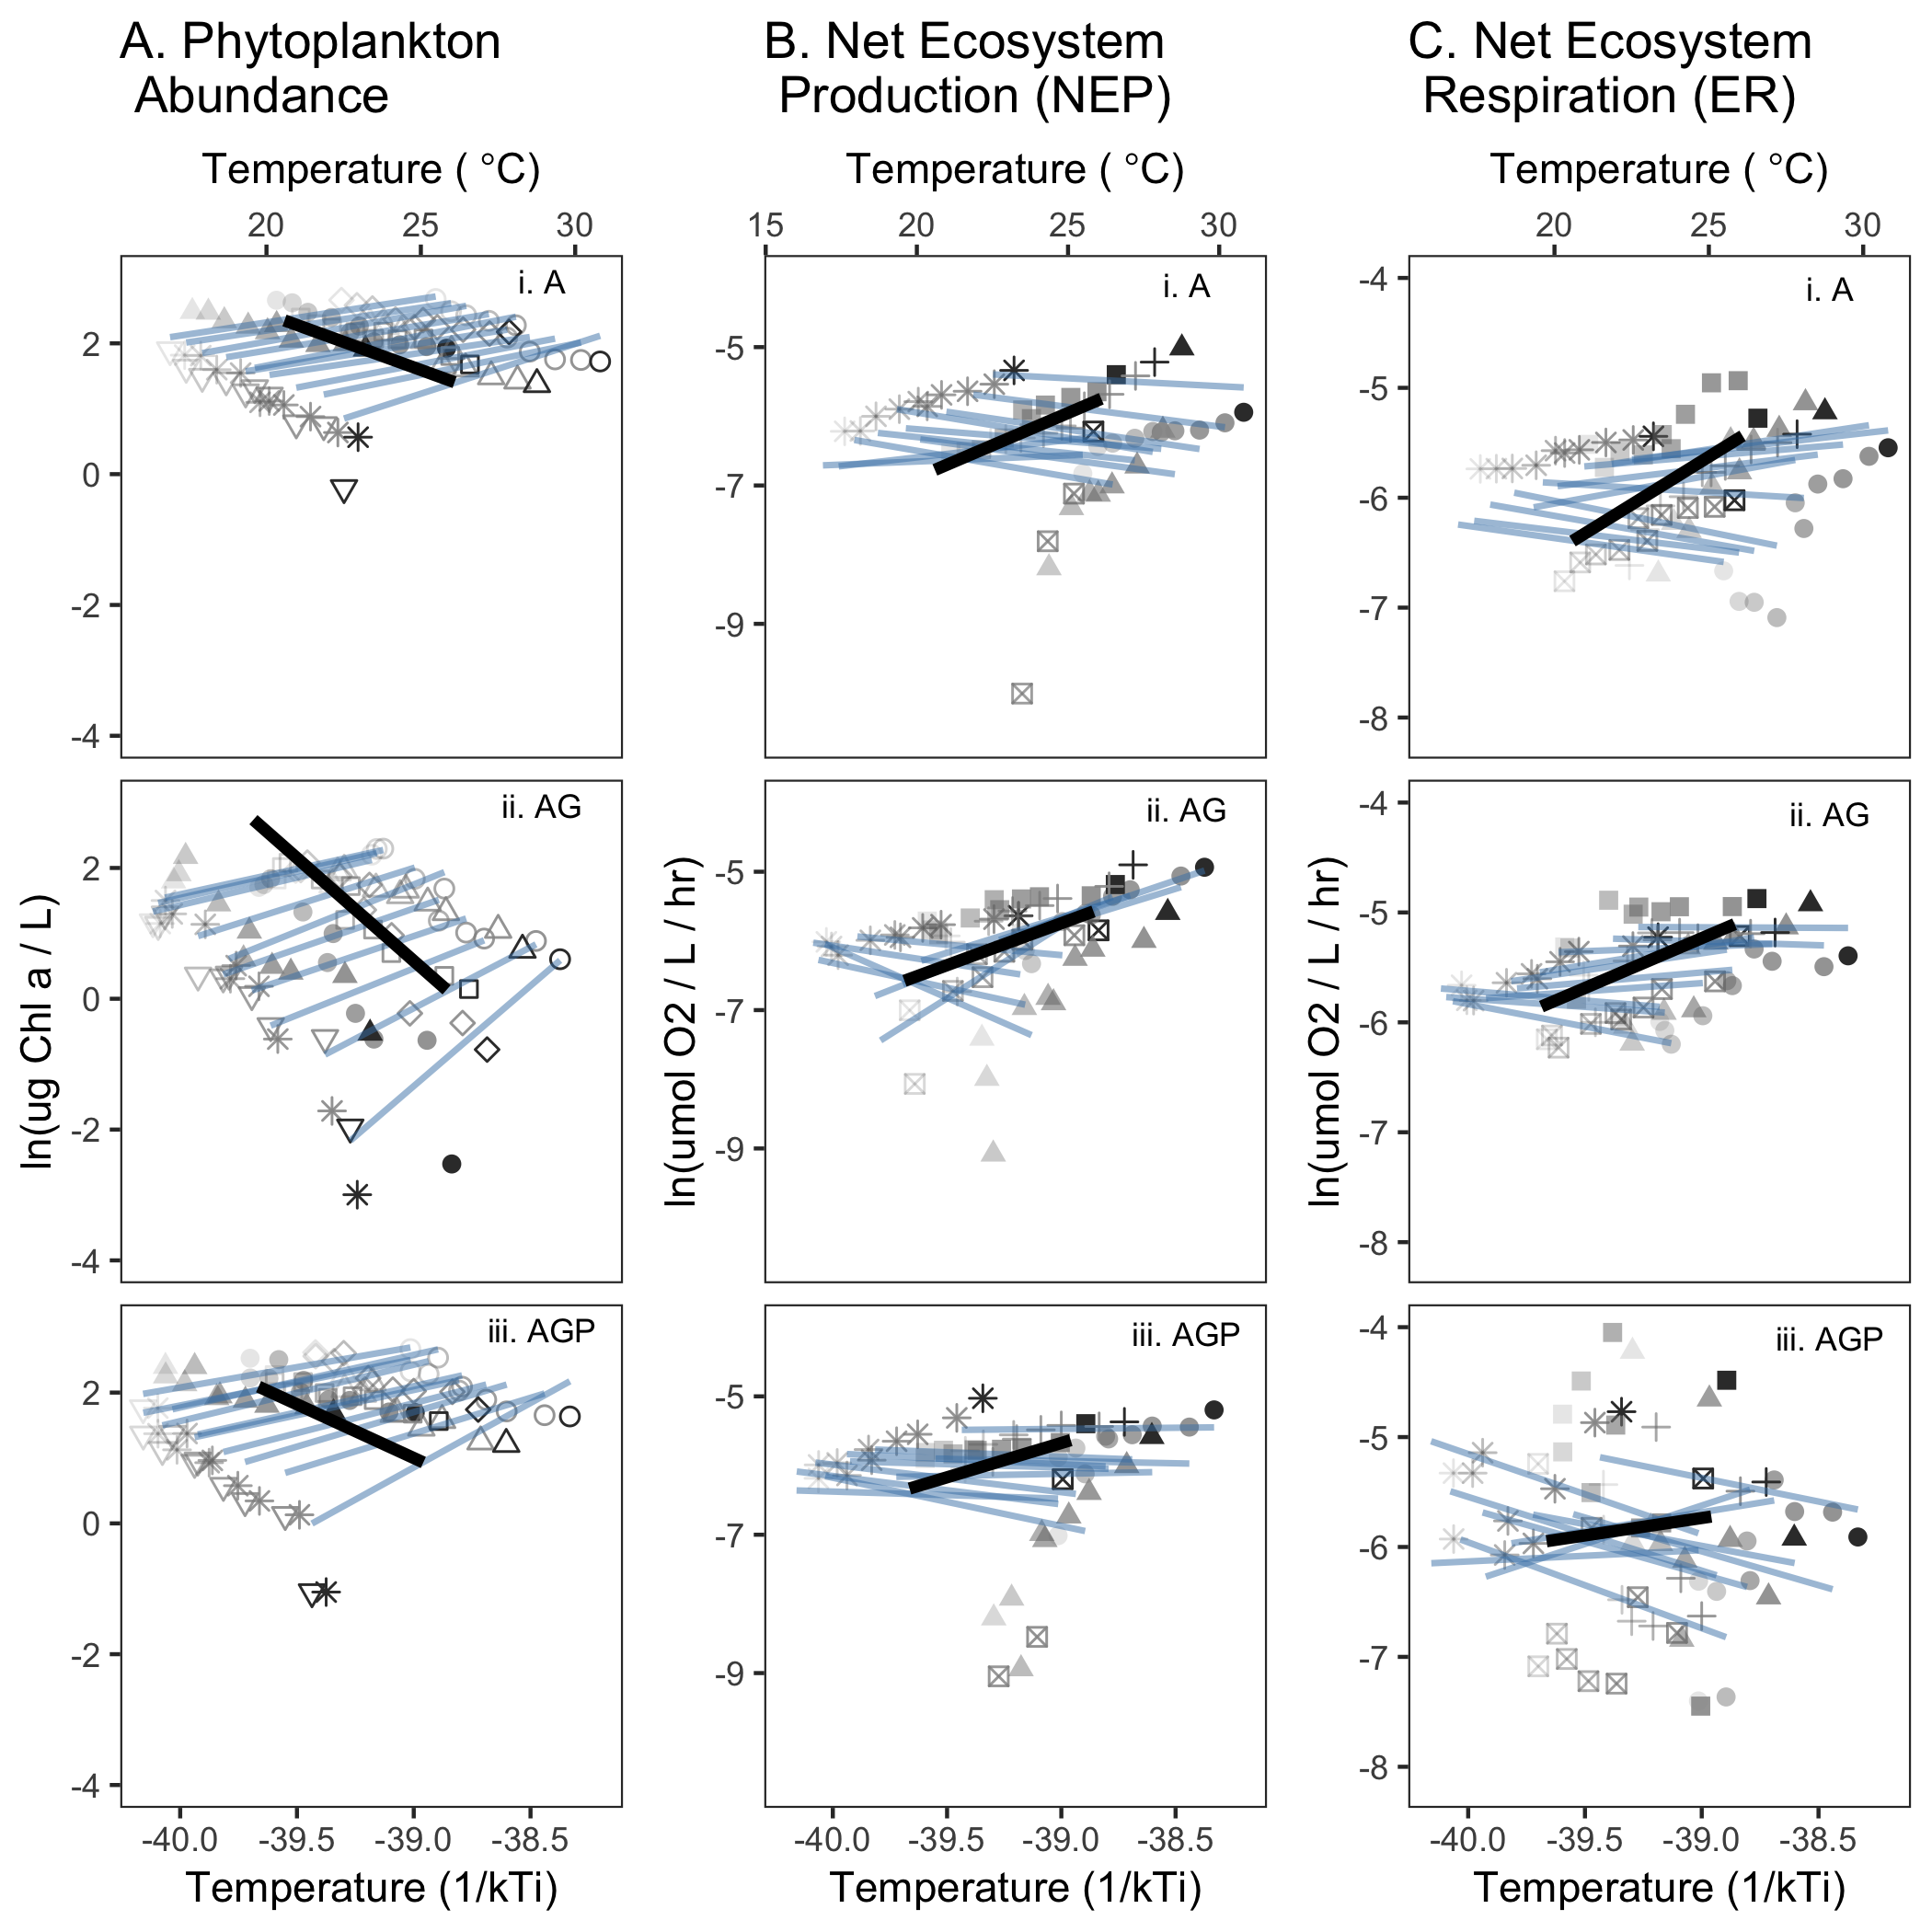 A. Phytoplankton
Abundance
B. Net Ecosystem
Production (NEP)
C. Net Ecosystem
Respiration (ER)
Temperature ( °C)
Temperature ( °C)
Temperature ( °C)
20 25 30
15 20 25 30
20 25 30
i. A
2
0
-2
-4
i. A
-5
-7
-9
i. A
-4
-5
-6
-7
-8
ln(ug Chl a / L)
ii. AG
2
0
-2
-4
ln(umol O2 / L / hr)
ii. AG
-5
-7
-9
ln(umol O2 / L / hr)
ii. AG
-4
-5
-6
-7
-8
iii. AGP
2
0
-2
-4
iii. AGP
-5
-7
-9
iii. AGP
-4
-5
-6
-7
-8
-40.0 -39.5 -39.0 -38.5
-40.0 -39.5 -39.0 -38.5
-40.0 -39.5 -39.0 -38.5
Temperature (1/kTi)
Temperature (1/kTi)
Temperature (1/kTi)